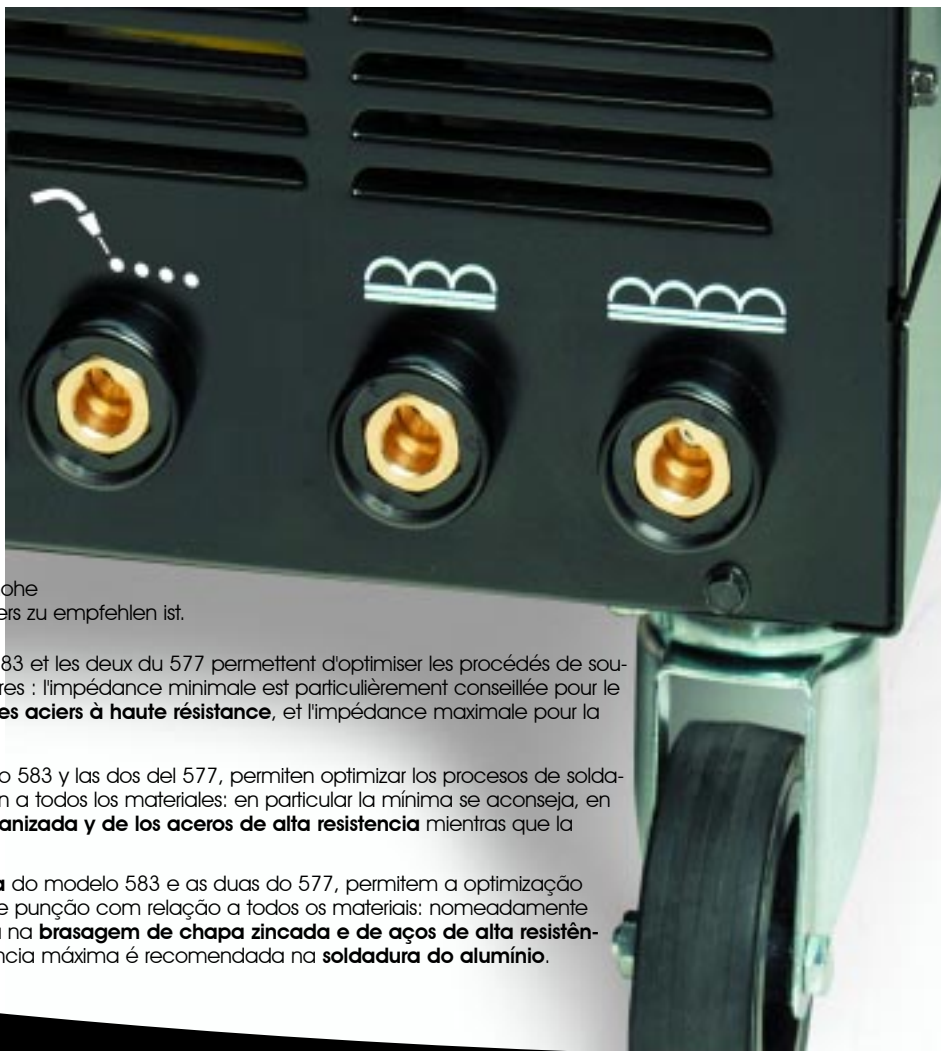 ohe
ers zu empfehlen ist.
83 et les deux du 577 permettent d'optimiser les procédés de sou-
res : l'impédance minimale est particulièrement conseillée pour le
es aciers à haute résistance, et l'impédance maximale pour la
o 583 y las dos del 577, permiten optimizar los procesos de solda-
n a todos los materiales: en particular la mínima se aconseja, en
anizada y de los aceros de alta resistencia mientras que la
a do modelo 583 e as duas do 577, permitem a optimização
e punção com relação a todos os materiais: nomeadamente
na brasagem de chapa zincada e de aços de alta resistên-
ncia máxima é recomendada na soldadura do alumínio.